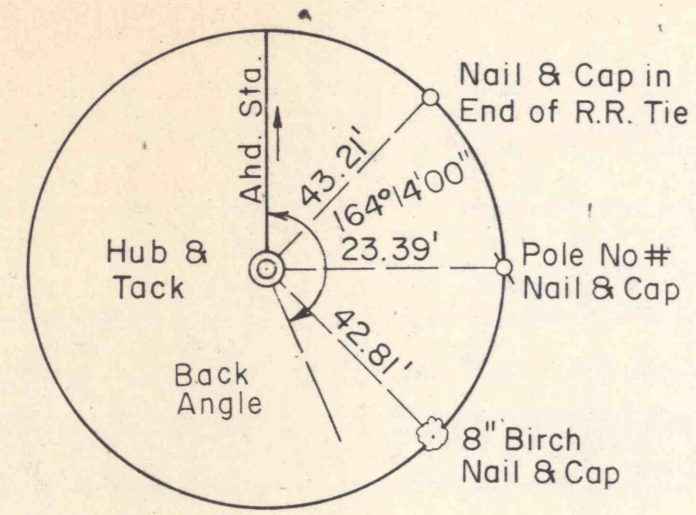 Ahd. Sta.
Nail & Cap in
End of R.R. Tie
43.21'
164°14'00"
Hub &
Tack
23.39'
Pole No#
Nail & Cap
42.81'
Back
Angle
8" Birch
Nail & Cap